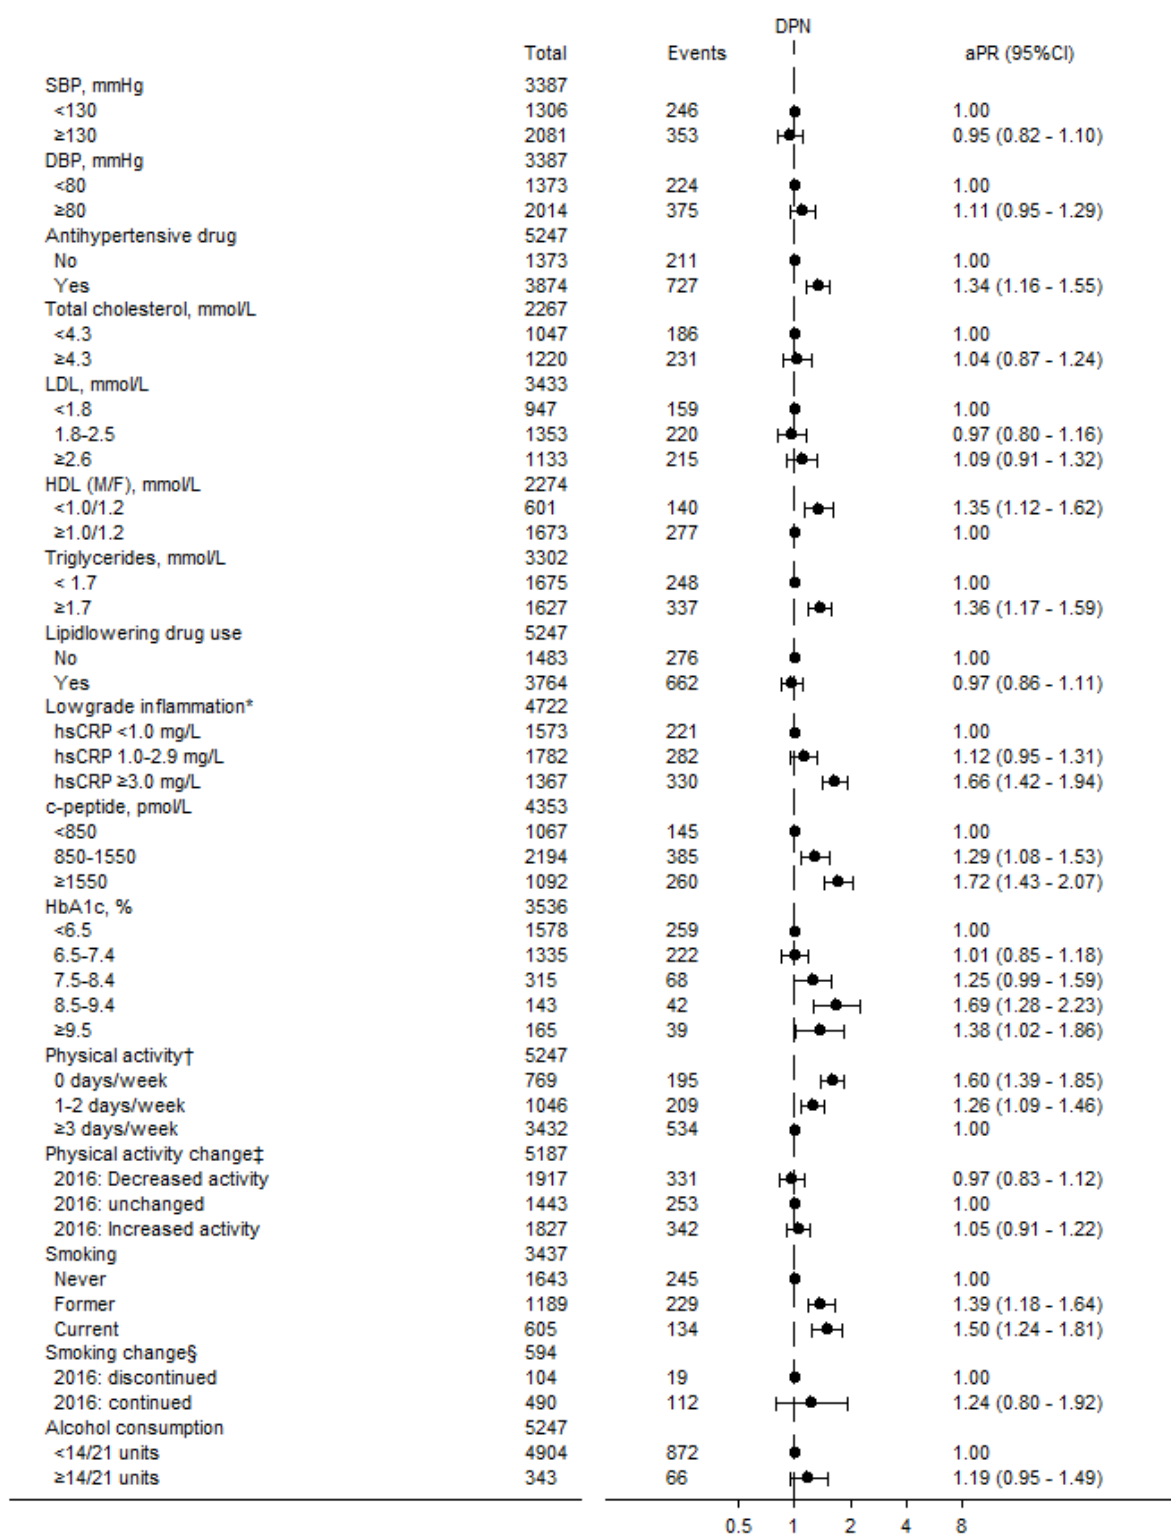 DPN
Total Events aPR (95%CI)
SBP, mmHg 3387
<130 1306 246 1.00
≥130 2081 353 0.95 (0.82 - 1.10)
DBP, mmHg 3387
<80 1373 224 1.00
≥80 2014 375 1.11 (0.95 - 1.29)
Antihypertensive drug 5247
No 1373 211 1.00
Yes 3874 727 1.34 (1.16 - 1.55)
Total cholesterol, mmol/L 2267
<4.3 1047 186 1.00
≥4.3 1220 231 1.04 (0.87 - 1.24)
LDL, mmol/L 3433
<1.8 947 159 1.00
1.8-2.5 1353 220 0.97 (0.80 - 1.16)
≥2.6 1133 215 1.09 (0.91 - 1.32)
HDL (M/F), mmol/L 2274
<1.0/1.2 601 140 1.35 (1.12 - 1.62)
≥1.0/1.2 1673 277 1.00
Triglycerides, mmol/L 3302
< 1.7 1675 248 1.00
≥1.7 1627 337 1.36 (1.17 - 1.59)
Lipidlowering drug use 5247
No 1483 276 1.00
Yes 3764 662 0.97 (0.86 - 1.11)
Lowgrade inflammation* 4722
hsCRP <1.0 mg/L 1573 221 1.00
hsCRP 1.0-2.9 mg/L 1782 282 1.12 (0.95 - 1.31)
hsCRP ≥3.0 mg/L 1367 330 1.66 (1.42 - 1.94)
c-peptide, pmol/L 4353
<850 1067 145 1.00
850-1550 2194 385 1.29 (1.08 - 1.53)
≥1550 1092 260 1.72 (1.43 - 2.07)
HbA1c, % 3536
<6.5 1578 259 1.00
6.5-7.4 1335 222 1.01 (0.85 - 1.18)
7.5-8.4 315 68 1.25 (0.99 - 1.59)
8.5-9.4 143 42 1.69 (1.28 - 2.23)
≥9.5 165 39 1.38 (1.02 - 1.86)
Physical activity† 5247
0 days/week 769 195 1.60 (1.39 - 1.85)
1-2 days/week 1046 209 1.26 (1.09 - 1.46)
≥3 days/week 3432 534 1.00
Physical activity change‡ 5187
2016: Decreased activity 1917 331 0.97 (0.83 - 1.12)
2016: unchanged 1443 253 1.00
2016: Increased activity 1827 342 1.05 (0.91 - 1.22)
Smoking 3437
Never 1643 245 1.00
Former 1189 229 1.39 (1.18 - 1.64)
Current 605 134 1.50 (1.24 - 1.81)
Smoking change§ 594
2016: discontinued 104 19 1.00
2016: continued 490 112 1.24 (0.80 - 1.92)
Alcohol consumption 5247
<14/21 units 4904 872 1.00
≥14/21 units 343 66 1.19 (0.95 - 1.49)
0.5 1 2 4 8